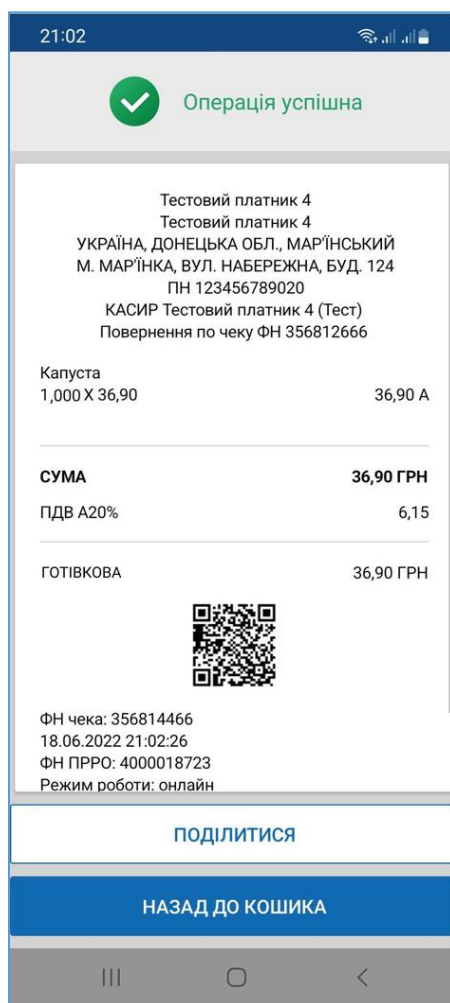 21:02
Операція успішна
Тестовий платник 4
Тестовий платник 4
УКРАЇНА, ДОНЕЦЬКА ОБЛ., МАР'ЇНСЬКИЙ
М. МАР'ЇНКА, ВУЛ. НАБЕРЕЖНА, БУД. 124
ПН 123456789020
КАСИР Тестовий платник 4 (Тест)
Повернення по чеку ФН 356812666
Капуста
1,000 X 36,90 36,90 А
СУМА 36,90 ГРН
ПДВ А20% 6,15
ГОТІВКОВА 36,90 ГРН
ФН чека: 356814466
18.06.2022 21:02:26
ФН ПРРО: 4000018723
Режим роботи: онлайн
ПОДІЛИТИСЯ
НАЗАД ДО КОШИКА